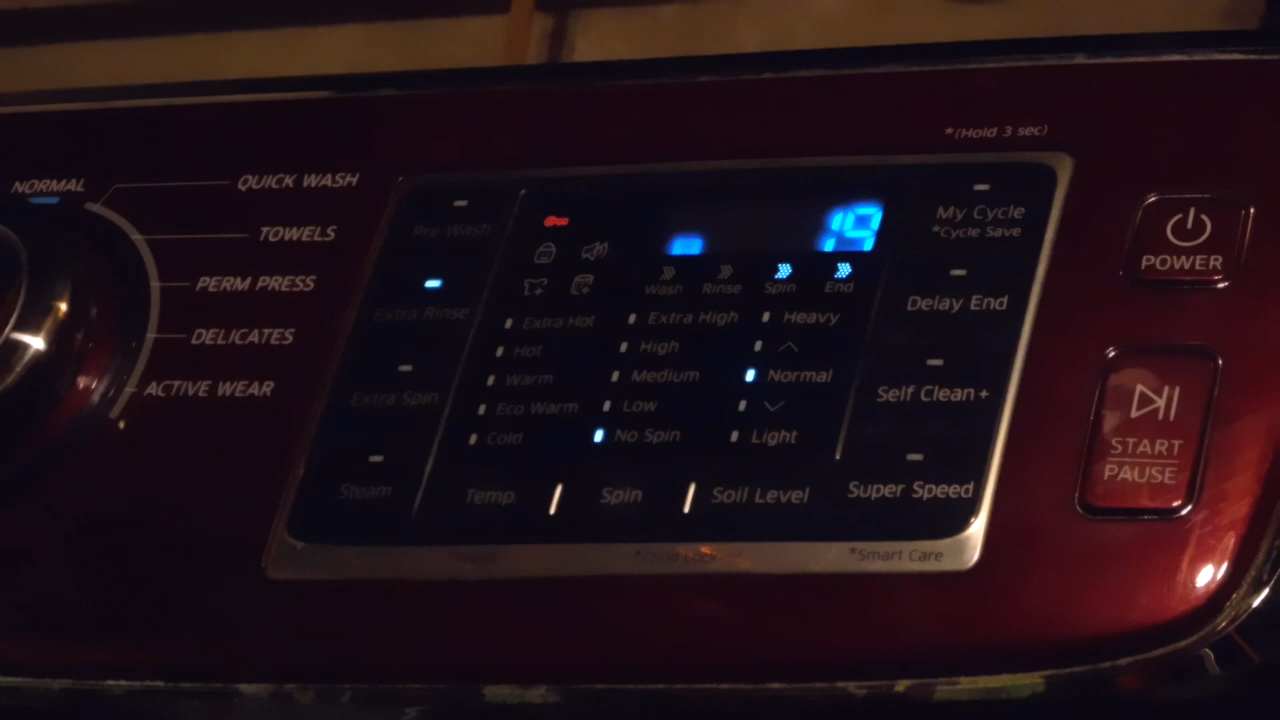 *(Hold 3 sec)
NORMAL
QUICK WASH
TOWELS
PERM PRESS
DELICATES
ACTIVE WEAR
Pre Wash
Extra Rinse
Extra Spin
Steam
19
Wash Rinse Spin End
Extra Hot Extra High Heavy
Hot High
Warm Medium Normal
Eco Warm Low
Cold No Spin Light
Temp. Spin Soil Level
My Cycle
*Cycle Save
Delay End
Self Clean+
Super Speed
*Child Lock
*Smart Care
POWER
START
PAUSE